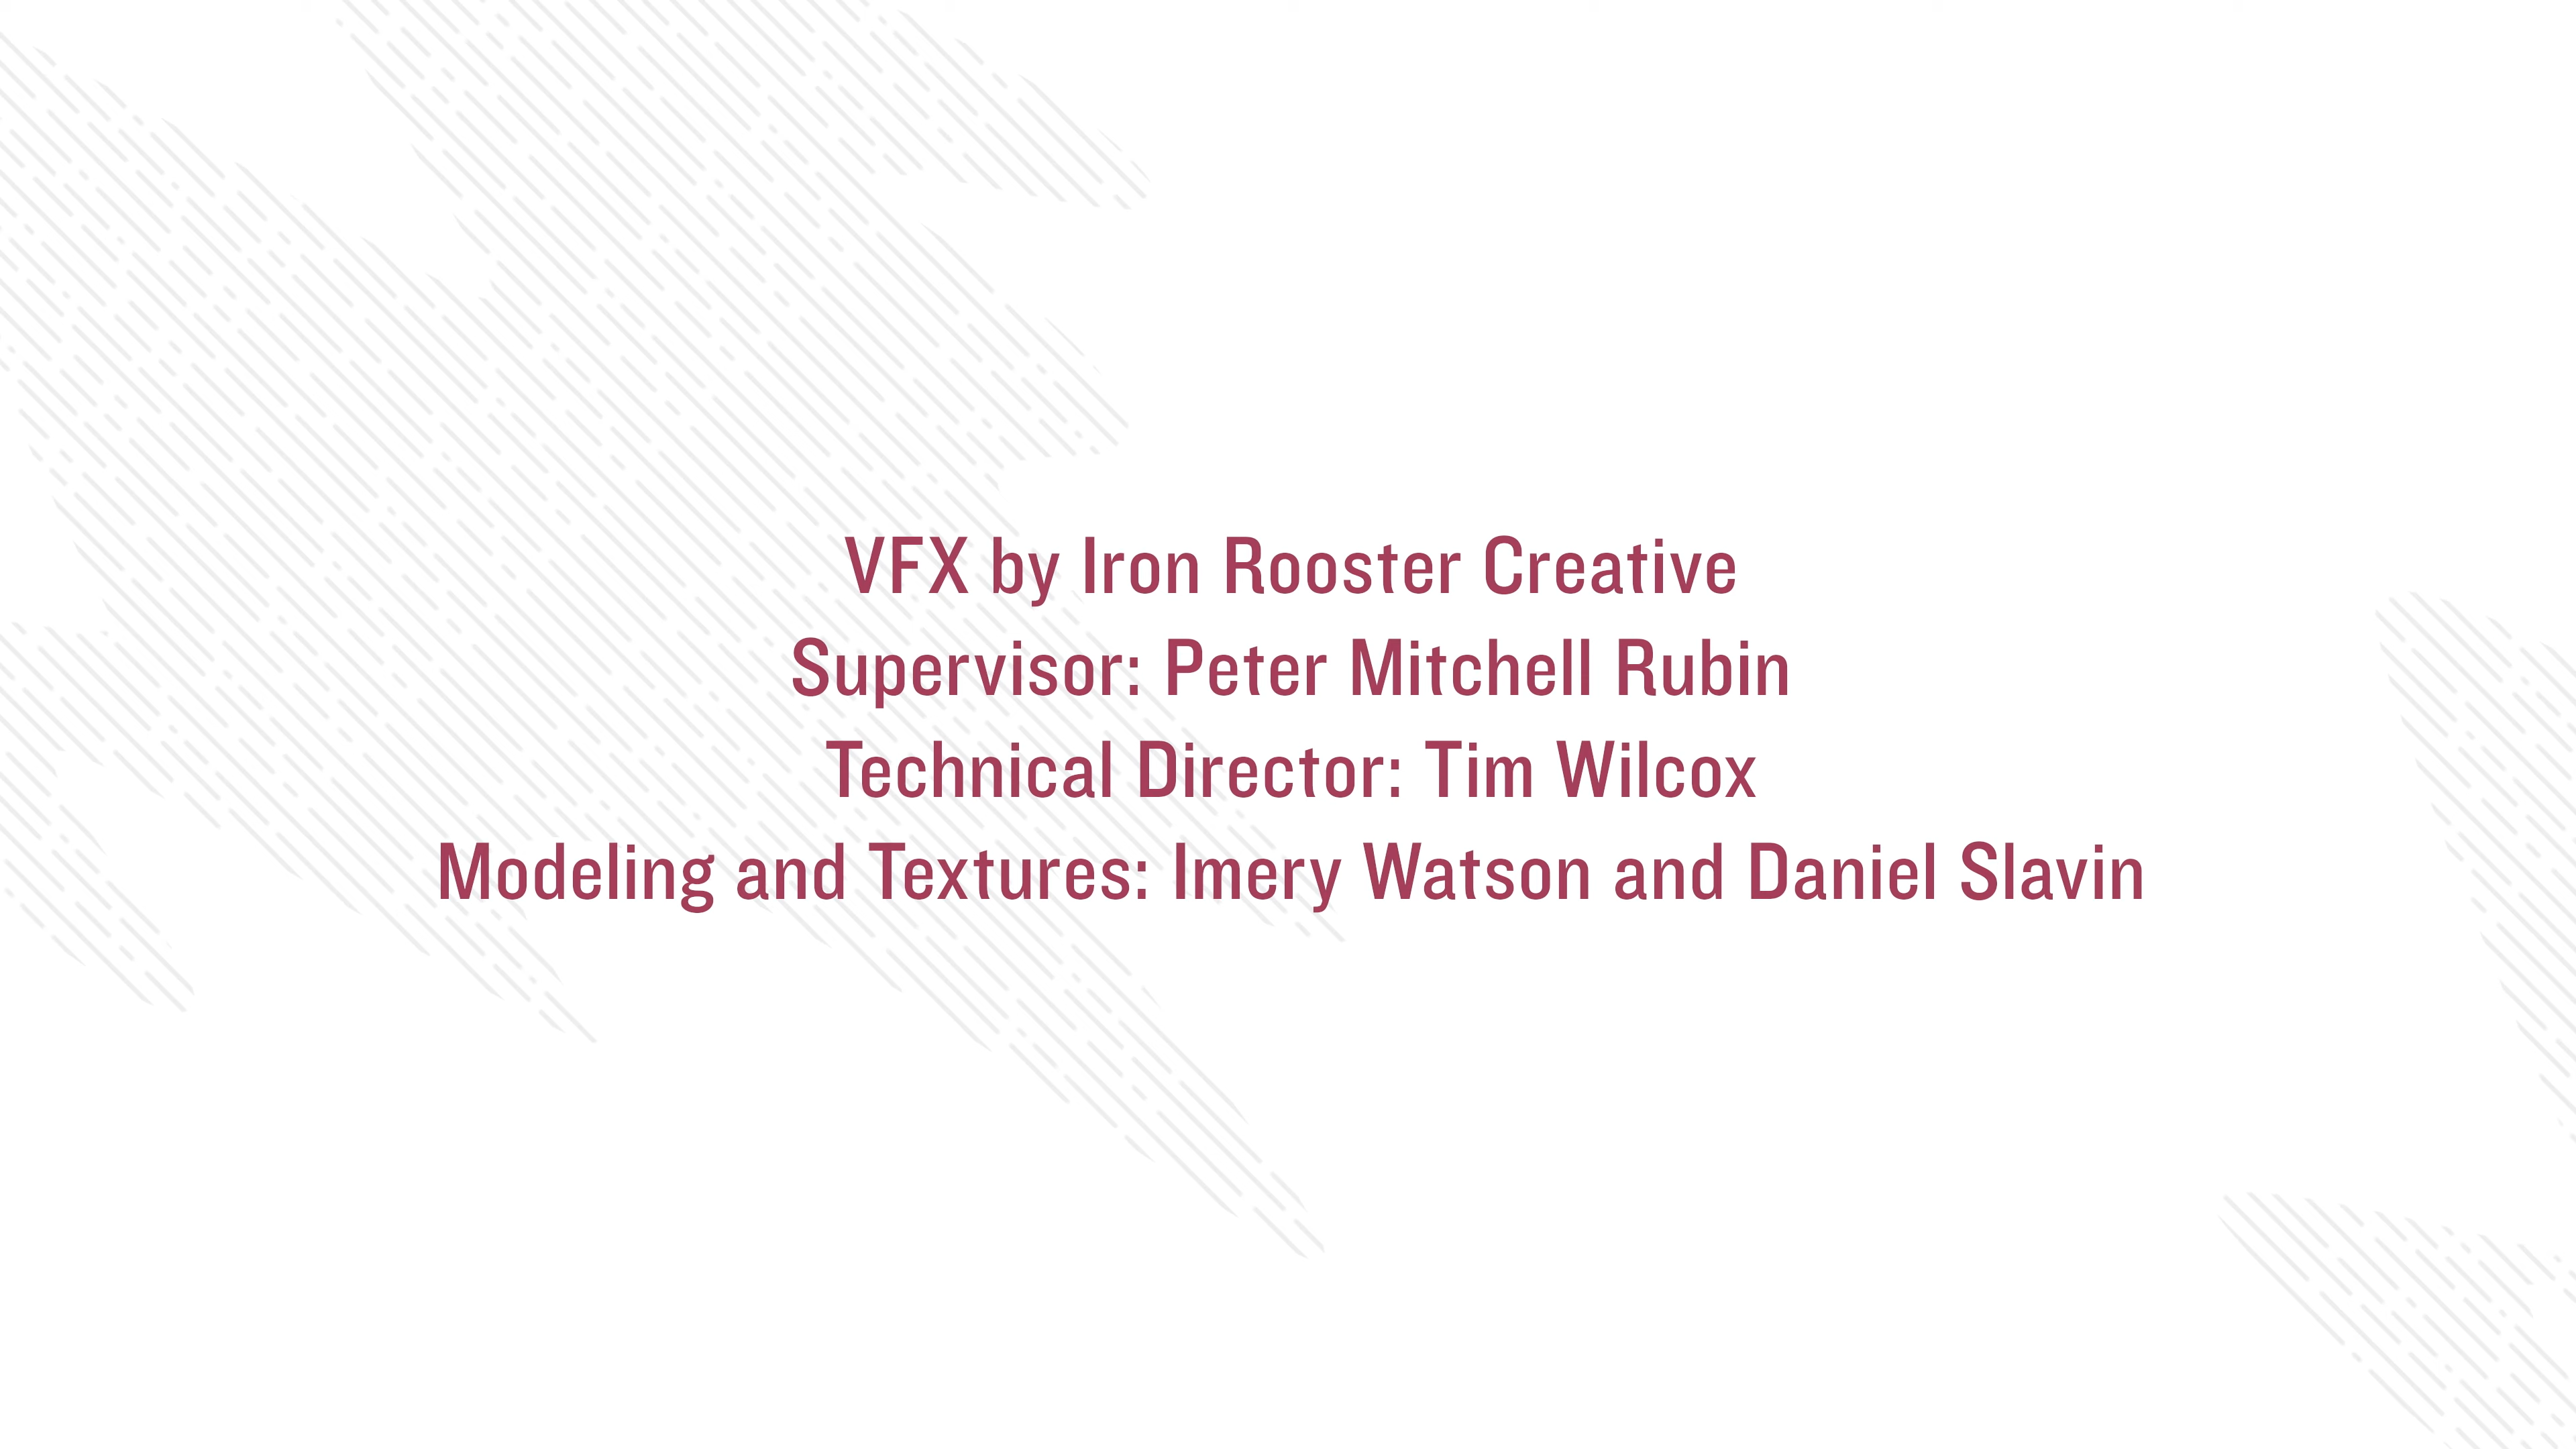 VFX by Iron Rooster Creative
Supervisor: Peter Mitchell Rubin
Technical Director: Tim Wilcox
Modeling and Textures: Imery Watson and Daniel Slavin